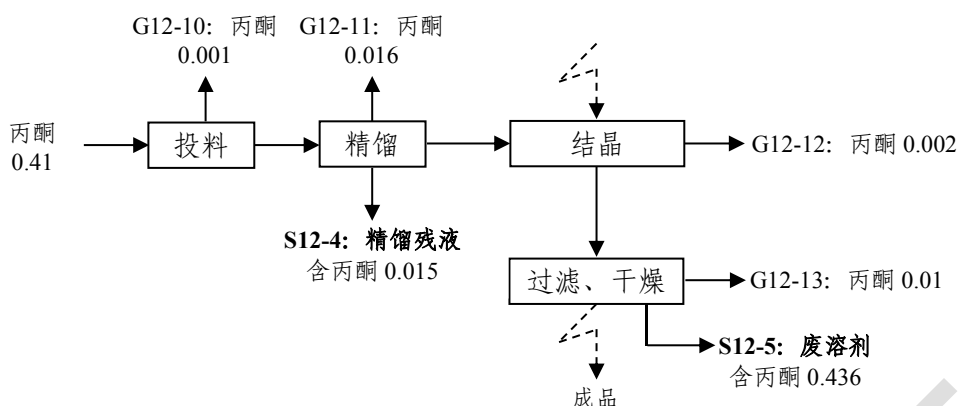 G12-10：丙酮
0.001
G12-11：丙酮
0.016
丙酮
0.41
投料
精馏
结晶
G12-12：丙酮 0.002
S12-4：精馏残液
含丙酮 0.015
过滤、干燥
G12-13：丙酮 0.01
S12-5：废溶剂
含丙酮 0.436
成品